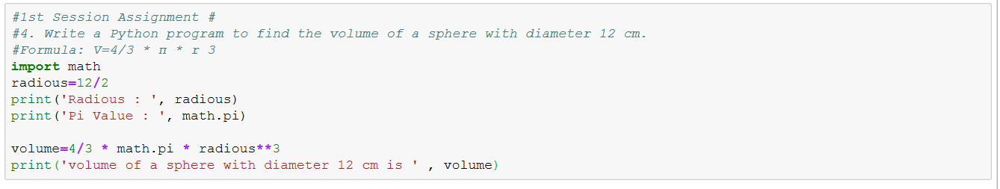 #1st Session Assignment #
#4. Write a Python program to find the volume of a sphere with diameter 12 cm.
#Formula: V=4/3 * π * r 3
import math
radious=12/2
print('Radious : ', radious)
print('Pi Value : ', math.pi)
volume=4/3 * math.pi * radious**3
print('volume of a sphere with diameter 12 cm is ' , volume)